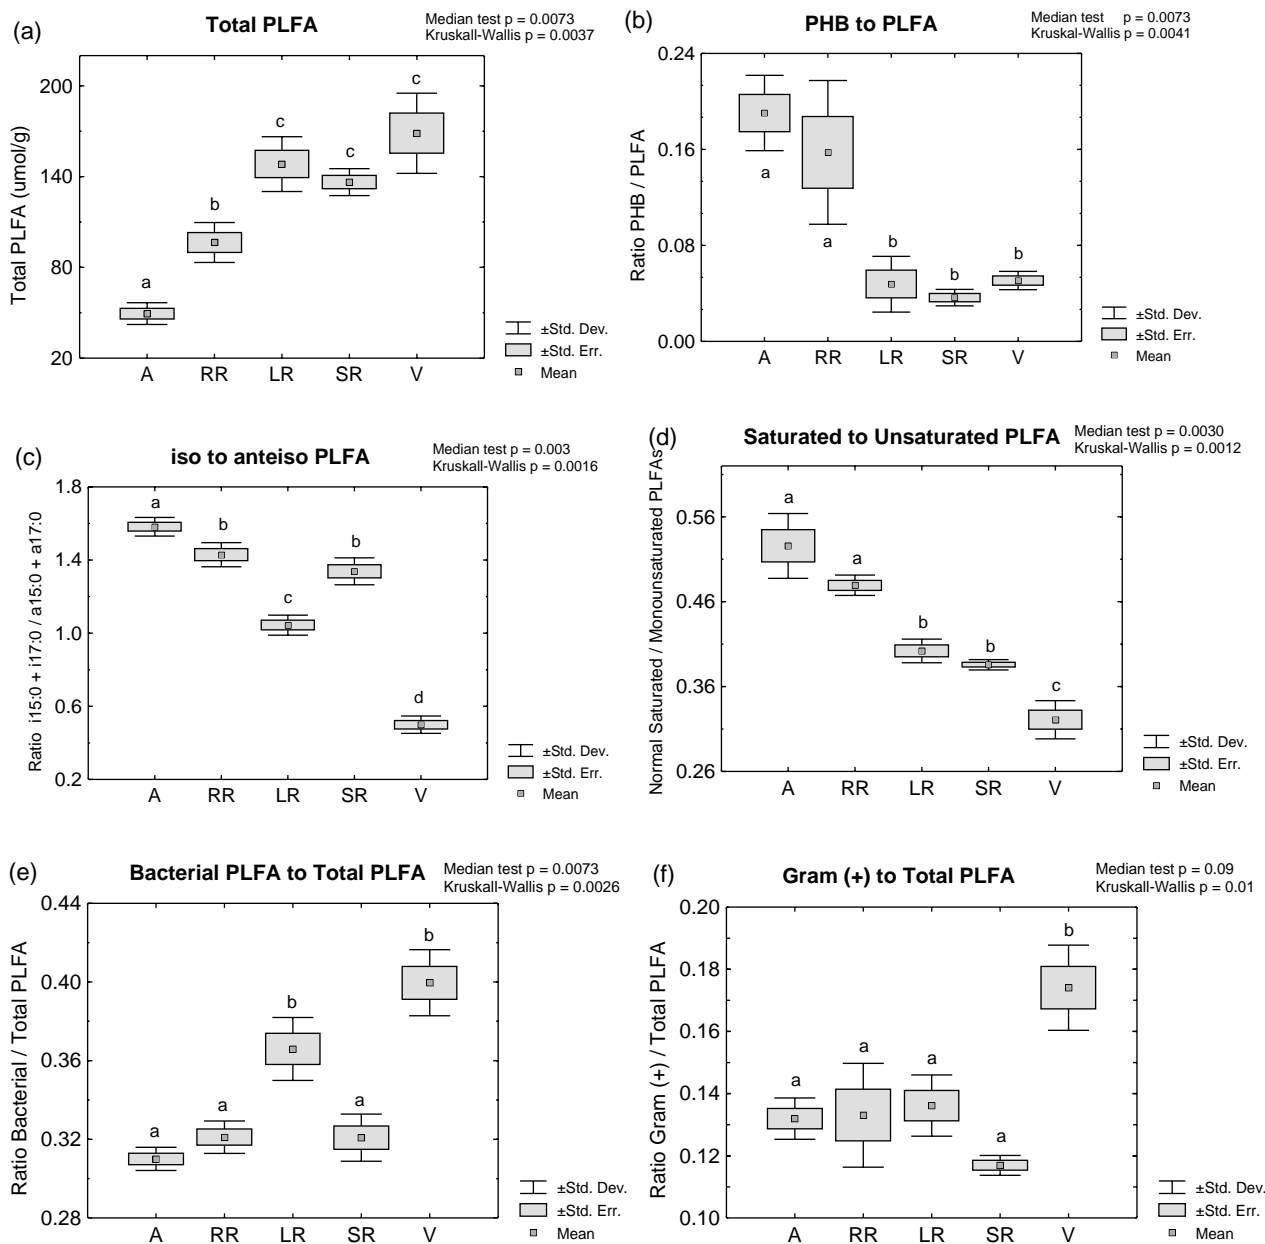 (a)
Total PLFA
Median test p = 0.0073
Kruskall-Wallis p = 0.0037
Total PLFA (umol/g)
200
140
80
20
a
b
c
c
c
A RR LR SR V
±Std. Dev.
±Std. Err.
Mean
(b)
PHB to PLFA
Median test p = 0.0073
Kruskal-Wallis p = 0.0041
Ratio PHB / PLFA
0.24
0.16
0.08
0.00
a
a
b
b
b
A RR LR SR V
±Std. Dev.
±Std. Err.
Mean
(c)
iso to anteiso PLFA
Median test p = 0.003
Kruskall-Wallis p = 0.0016
Ratio i15:0 + i17:0 / a15:0 + a17:0
1.8
1.4
1.0
0.6
0.2
a
b
c
b
d
A RR LR SR V
±Std. Dev.
±Std. Err.
Mean
(d)
Saturated to Unsaturated PLFA
Median test p = 0.0030
Kruskal-Wallis p = 0.0012
Normal Saturated / Monounsaturated PLFAs
0.56
0.46
0.36
0.26
a
a
b
b
c
A RR LR SR V
±Std. Dev.
±Std. Err.
Mean
(e)
Bacterial PLFA to Total PLFA
Median test p = 0.0073
Kruskall-Wallis p = 0.0026
Ratio Bacterial / Total PLFA
0.44
0.40
0.36
0.32
0.28
a
a
b
a
b
A RR LR SR V
±Std. Dev.
±Std. Err.
Mean
(f)
Gram (+) to Total PLFA
Median test p = 0.09
Kruskall-Wallis p = 0.01
Ratio Gram (+) / Total PLFA
0.20
0.18
0.16
0.14
0.12
0.10
a
a
a
a
b
A RR LR SR V
±Std. Dev.
±Std. Err.
Mean